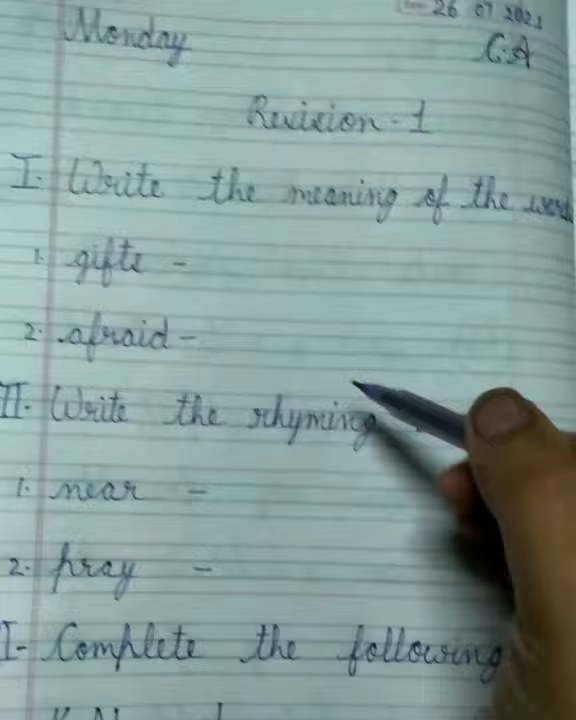 26 07 2021
Monday
C.A
Revision - 1
I. Write the meaning of the word
1. gifts -
2. afraid -
II. Write the rhyming
1. near -
2. pray -
I- Complete the following